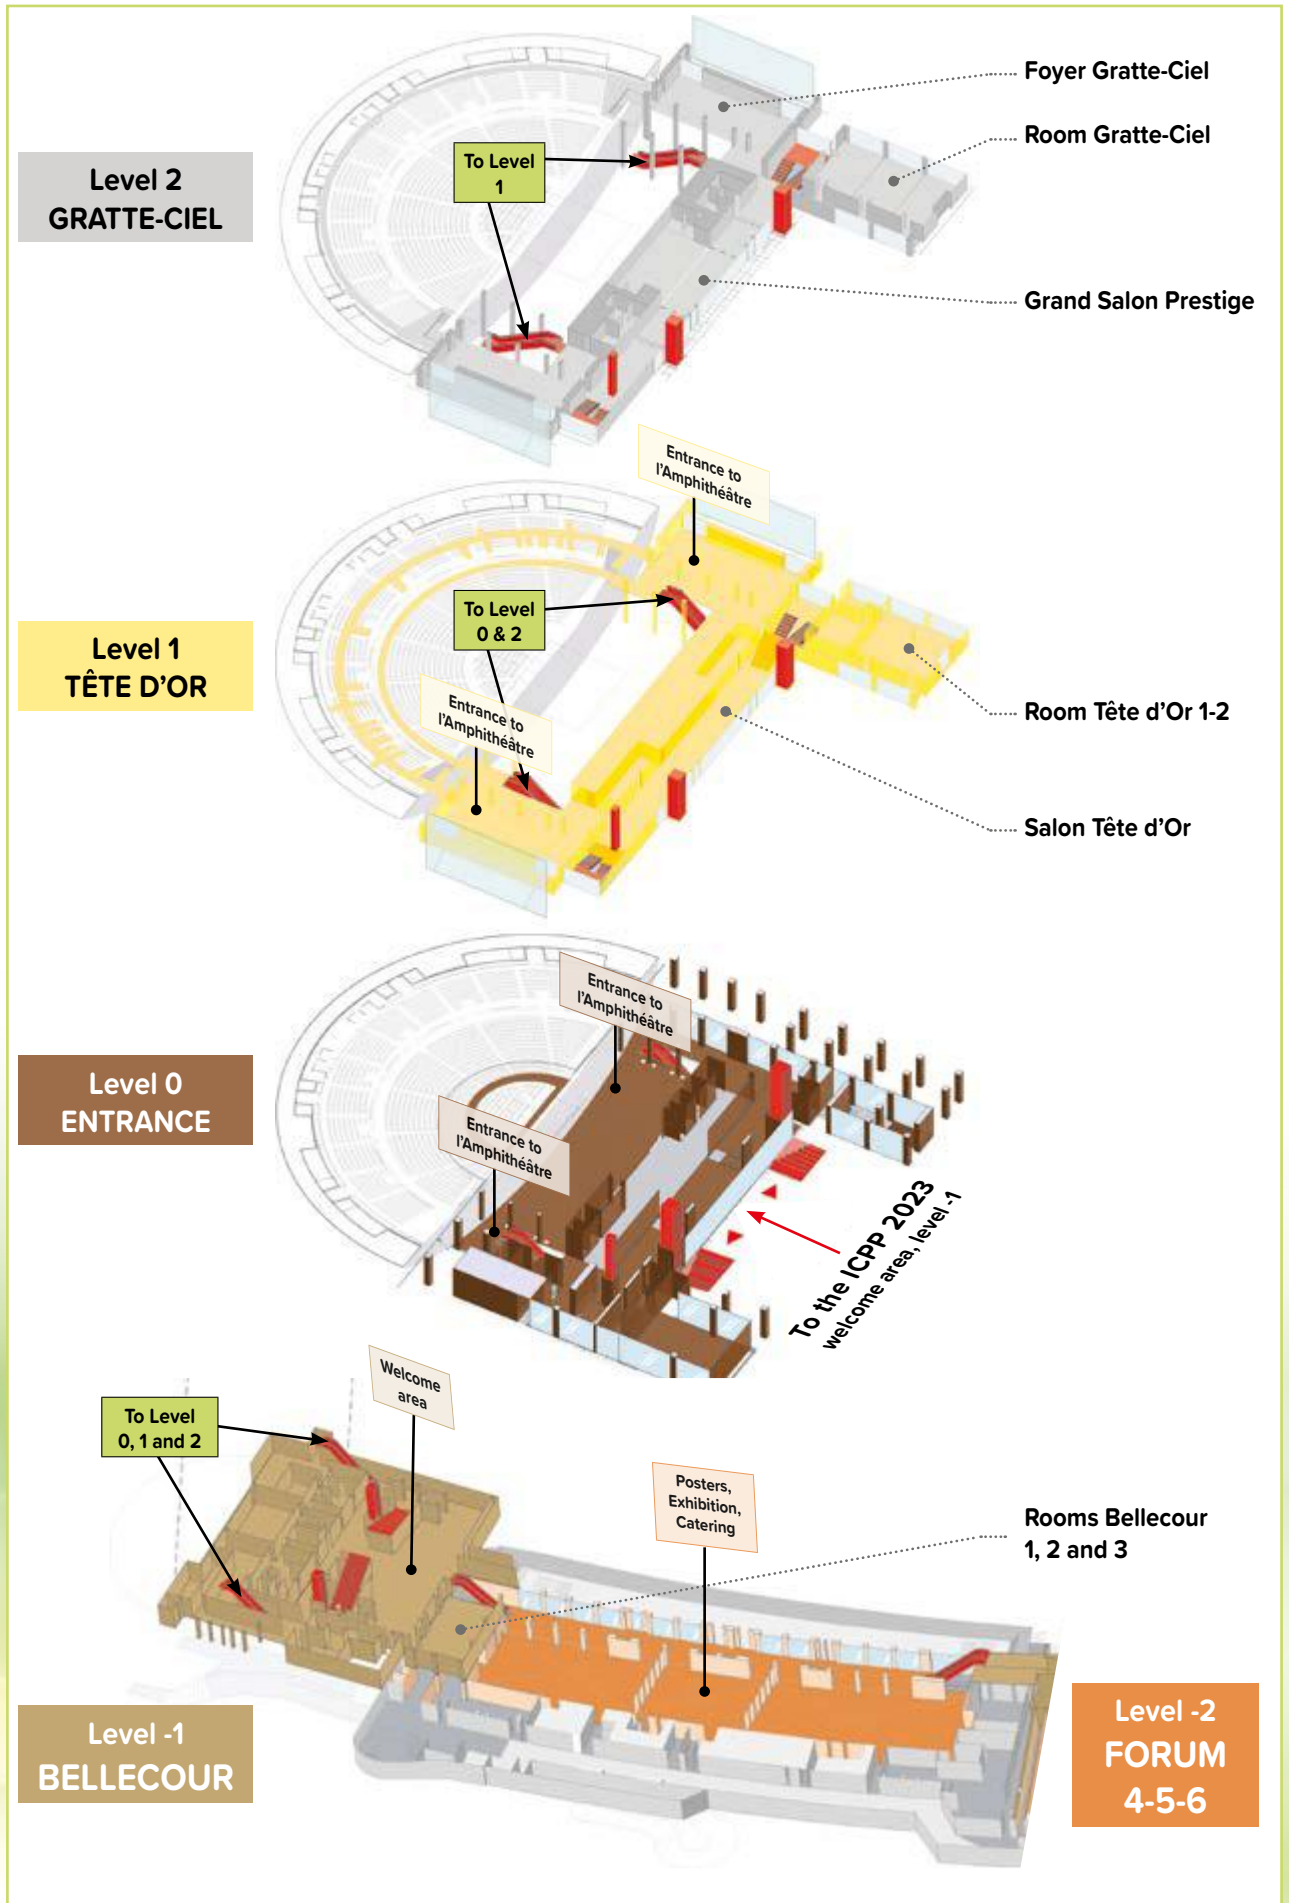 Foyer Gratte-Ciel
Room Gratte-Ciel
To Level
1
Level 2
GRATTE-CIEL
Grand Salon Prestige
Entrance to
l'Amphithéâtre
To Level
0 & 2
Level 1
TÊTE D'OR
Entrance to
l'Amphithéâtre
Room Tête d'Or 1-2
Salon Tête d'Or
Entrance to
l'Amphithéâtre
Level 0
ENTRANCE
Entrance to
l'Amphithéâtre
To the ICPP 2023
welcome area, level -1
Welcome
area
To Level
0, 1 and 2
Posters,
Exhibition,
Catering
Rooms Bellecour
1, 2 and 3
Level -1
BELLECOUR
Level -2
FORUM
4-5-6